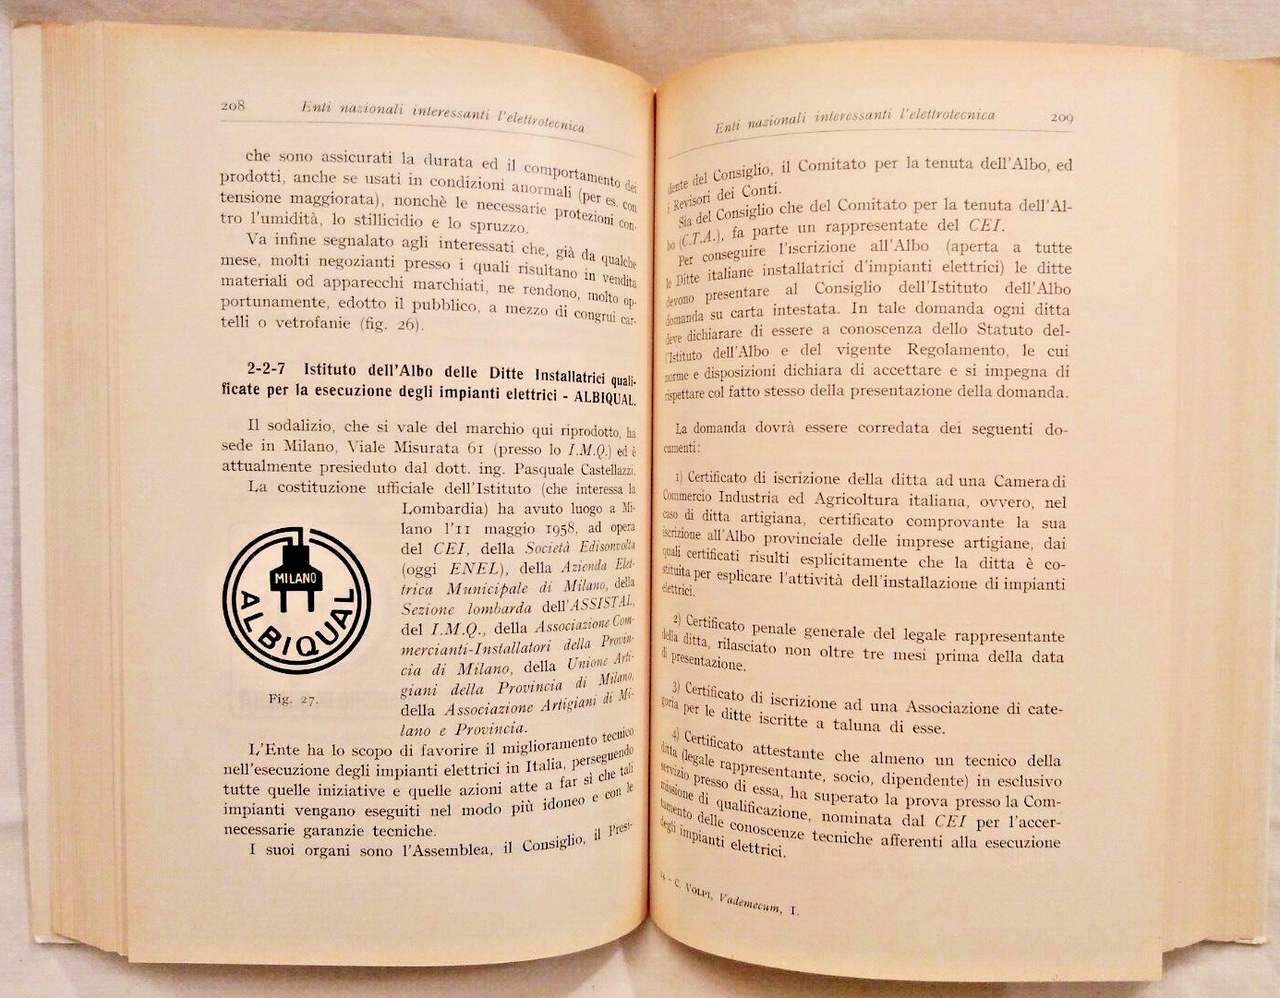 208 Enti nazionali interessanti l'elettrotecnica
che sono assicurati la durata ed il comportamento dei
prodotti, anche se usati in condizioni anormali (per es. con
tensione maggiorata), nonchè le necessarie protezioni con-
tro l'umidità, lo stillicidio e lo spruzzo.
Va infine segnalato agli interessati che, già da qualche
mese, molti negozianti presso i quali risultano in vendita
materiali od apparecchi marchiati, ne rendono, molto op-
portunamente, edotto il pubblico, a mezzo di congrui car-
telli o vetrofanie (fig. 26).
2-2-7 Istituto dell'Albo delle Ditte Installatrici quali-
ficate per la esecuzione degli impianti elettrici - ALBIQUAL.
Il sodalizio, che si vale del marchio qui riprodotto, ha
sede in Milano, Viale Misurata 61 (presso lo I.M.Q.) ed è
attualmente presieduto dal dott. ing. Pasquale Castellazzi.
La costituzione ufficiale dell'Istituto (che interessa la
Lombardia) ha avuto luogo a Mi-
lano l'11 maggio 1958, ad opera
del CEI, della Società Edisonvolta
(oggi ENEL), della Azienda Elet-
trica Municipale di Milano, della
Sezione lombarda dell'ASSISTAL,
del I.M.Q., della Associazione Com-
mercianti-Installatori della Provin-
cia di Milano, della Unione Arti-
giani della Provincia di Milano,
della Associazione Artigiani di Mi-
lano e Provincia.
MILANO
ALBIQUAL
Fig. 27.
L'Ente ha lo scopo di favorire il miglioramento tecnico
nell'esecuzione degli impianti elettrici in Italia, perseguendo
tutte quelle iniziative e quelle azioni atte a far sì che tali
impianti vengano eseguiti nel modo più idoneo e con le
necessarie garanzie tecniche.
I suoi organi sono l'Assemblea, il Consiglio, il Presi-
Enti nazionali interessanti l'elettrotecnica 209
dente del Consiglio, il Comitato per la tenuta dell'Albo, ed
i Revisori dei Conti.
Sia del Consiglio che del Comitato per la tenuta dell'Al-
bo (C.T.A.), fa parte un rappresentate del CEI.
Per conseguire l'iscrizione all'Albo (aperta a tutte
le Ditte italiane installatrici d'impianti elettrici) le ditte
devono presentare al Consiglio dell'Istituto dell'Albo
domanda su carta intestata. In tale domanda ogni ditta
deve dichiarare di essere a conoscenza dello Statuto del-
l'Istituto dell'Albo e del vigente Regolamento, le cui
norme e disposizioni dichiara di accettare e si impegna di
rispettare col fatto stesso della presentazione della domanda.
La domanda dovrà essere corredata dei seguenti do-
cumenti:
1) Certificato di iscrizione della ditta ad una Camera di
Commercio Industria ed Agricoltura italiana, ovvero, nel
caso di ditta artigiana, certificato comprovante la sua
iscrizione all'Albo provinciale delle imprese artigiane, dai
quali certificati risulti esplicitamente che la ditta è co-
stituita per esplicare l'attività dell'installazione di impianti
elettrici.
2) Certificato penale generale del legale rappresentante
della ditta, rilasciato non oltre tre mesi prima della data
di presentazione.
3) Certificato di iscrizione ad una Associazione di cate-
goria per le ditte iscritte a taluna di esse.
4) Certificato attestante che almeno un tecnico della
ditta (legale rappresentante, socio, dipendente) in esclusivo
servizio presso di essa, ha superato la prova presso la Com-
missione di qualificazione, nominata dal CEI per l'accer-
tamento delle conoscenze tecniche afferenti alla esecuzione
degli impianti elettrici.
- C. VOLPI, Vademecum, I.